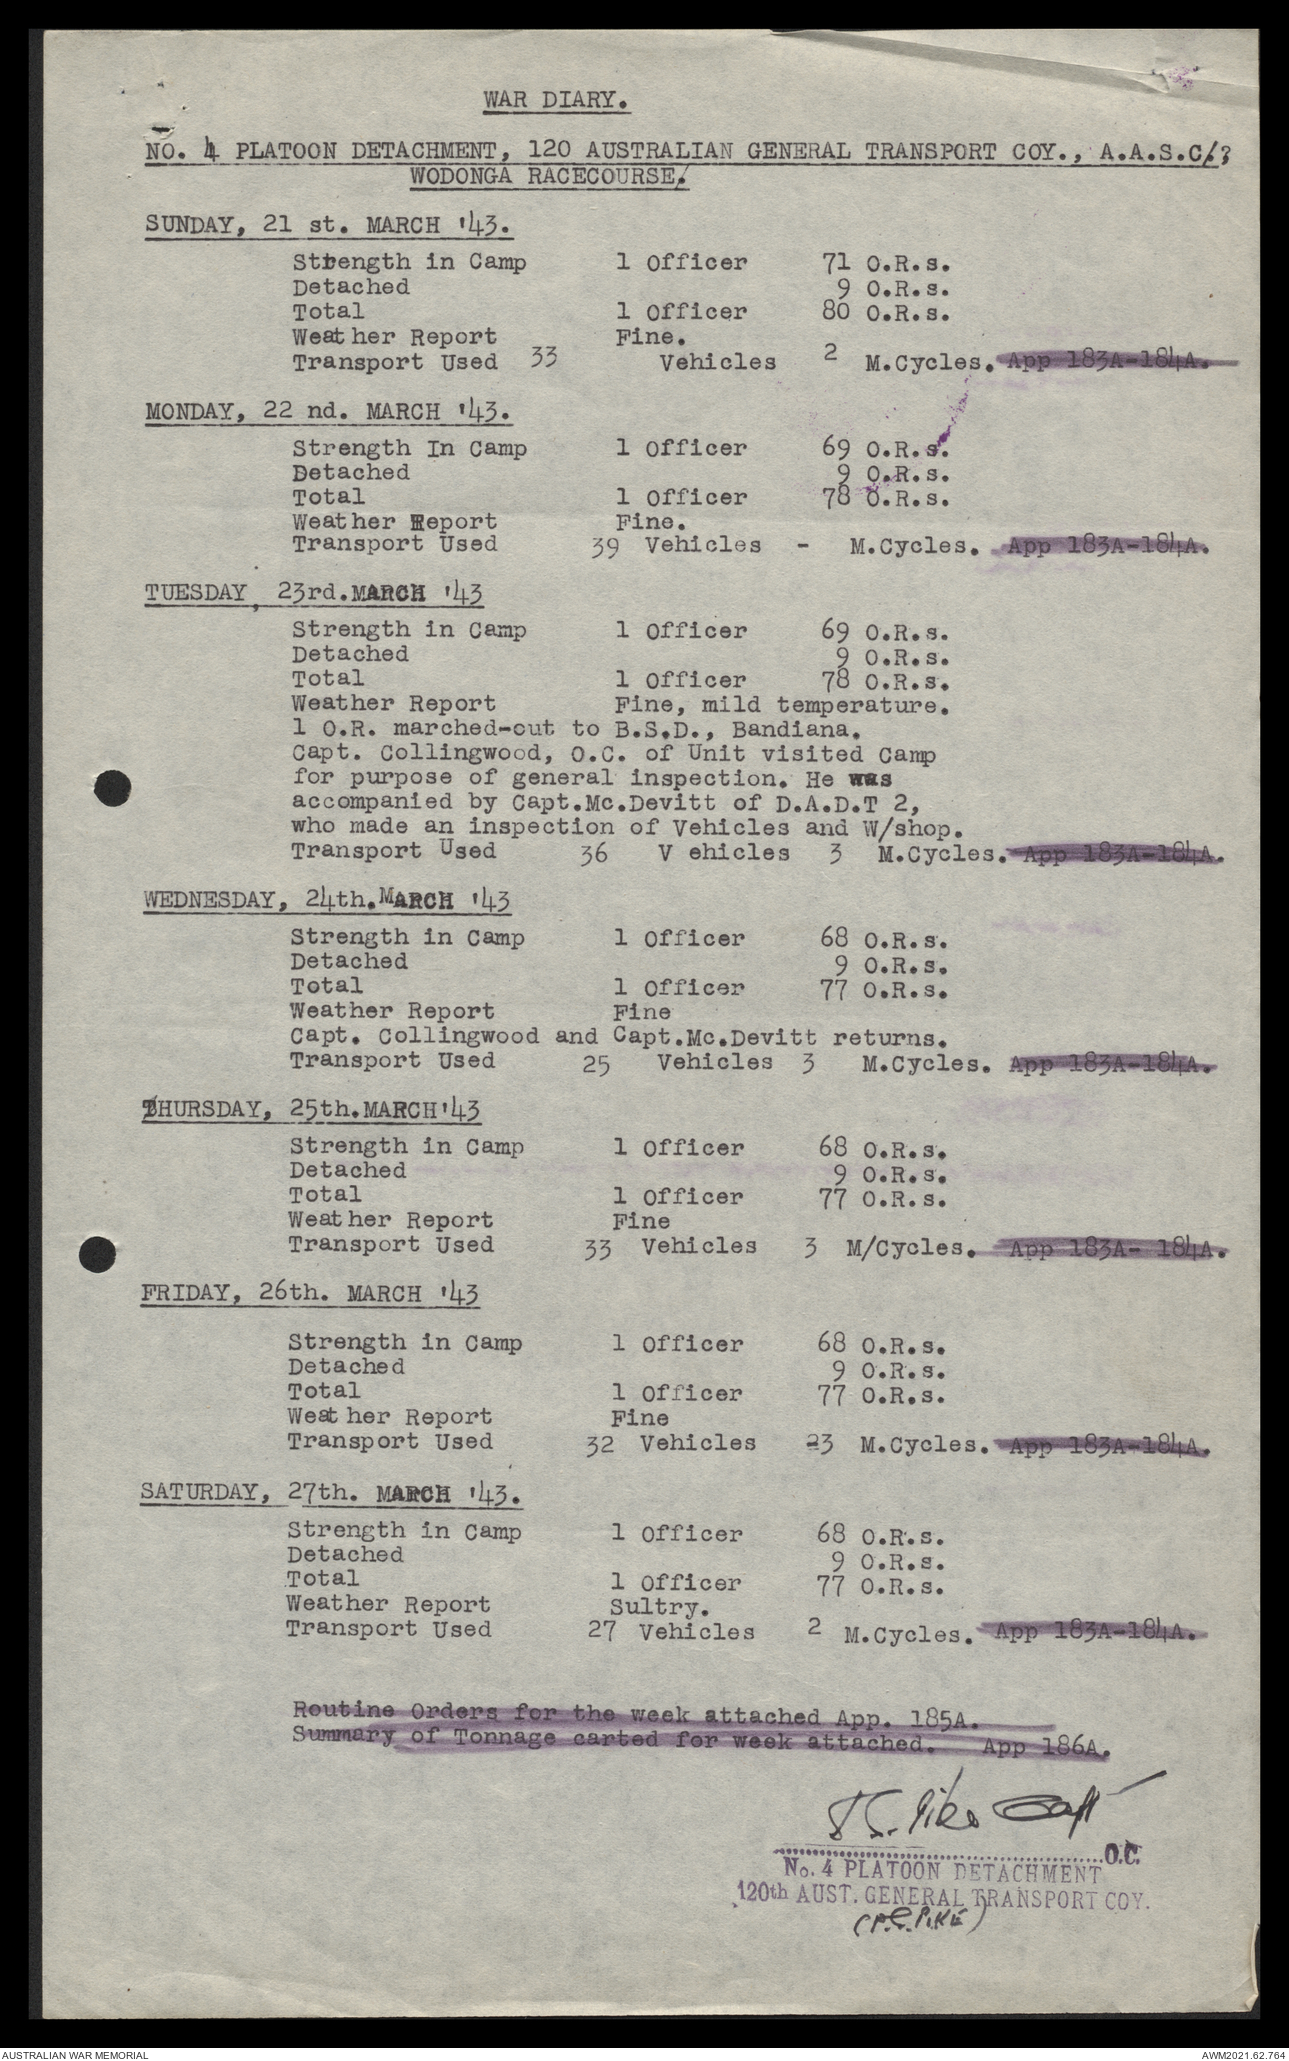 WAR DIARY.
NO. 4 PLATOON DETACHMENT, 120 AUSTRALIAN GENERAL TRANSPORT COY., A.A.S.C.
WODONGA RACECOURSE.
SUNDAY, 21 st. MARCH '43.
Strength in Camp 1 Officer 71 O.R.s.
Detached 9 O.R.s.
Total 1 Officer 80 O.R.s.
Weather Report Fine.
Transport Used 33 Vehicles 2 M.Cycles. App 183A-184A.
MONDAY, 22 nd. MARCH '43.
Strength In Camp 1 Officer 69 O.R.s.
Detached 9 O.R.s.
Total 1 Officer 78 O.R.s.
Weather Report Fine.
Transport Used 39 Vehicles - M.Cycles. App 183A-184A.
TUESDAY, 23rd. MARCH '43
Strength in Camp 1 Officer 69 O.R.s.
Detached 9 O.R.s.
Total 1 Officer 78 O.R.s.
Weather Report Fine, mild temperature.
1 O.R. marched-out to B.S.D., Bandiana.
Capt. Collingwood, O.C. of Unit visited Camp
for purpose of general inspection. He was
accompanied by Capt.Mc.Devitt of D.A.D.T 2,
who made an inspection of Vehicles and W/shop.
Transport Used 36 V ehicles 3 M.Cycles. App 183A-184A.
WEDNESDAY, 24th. MARCH '43
Strength in Camp 1 Officer 68 O.R.s.
Detached 9 O.R.s.
Total 1 Officer 77 O.R.s.
Weather Report Fine
Capt. Collingwood and Capt.Mc.Devitt returns.
Transport Used 25 Vehicles 3 M.Cycles. App 183A-184A.
THURSDAY, 25th. MARCH'43
Strength in Camp 1 Officer 68 O.R.s.
Detached 9 O.R.s.
Total 1 Officer 77 O.R.s.
Weather Report Fine
Transport Used 33 Vehicles 3 M/Cycles. App 183A- 184A.
FRIDAY, 26th. MARCH '43
Strength in Camp 1 Officer 68 O.R.s.
Detached 9 O.R.s.
Total 1 Officer 77 O.R.s.
Weather Report Fine
Transport Used 32 Vehicles 3 M.Cycles. App 183A-184A.
SATURDAY, 27th. MARCH '43.
Strength in Camp 1 Officer 68 O.R.s.
Detached 9 O.R.s.
Total 1 Officer 77 O.R.s.
Weather Report Sultry.
Transport Used 27 Vehicles 2 M.Cycles. App 183A-184A.
Routine Orders for the week attached App. 185A.
Summary of Tonnage carted for week attached. App 186A.
Pike Capt
O.C.
No. 4 PLATOON DETACHMENT
120th AUST. GENERAL TRANSPORT COY.
(P.G. PIKE)
AUSTRALIAN WAR MEMORIAL AWM2021.62.764